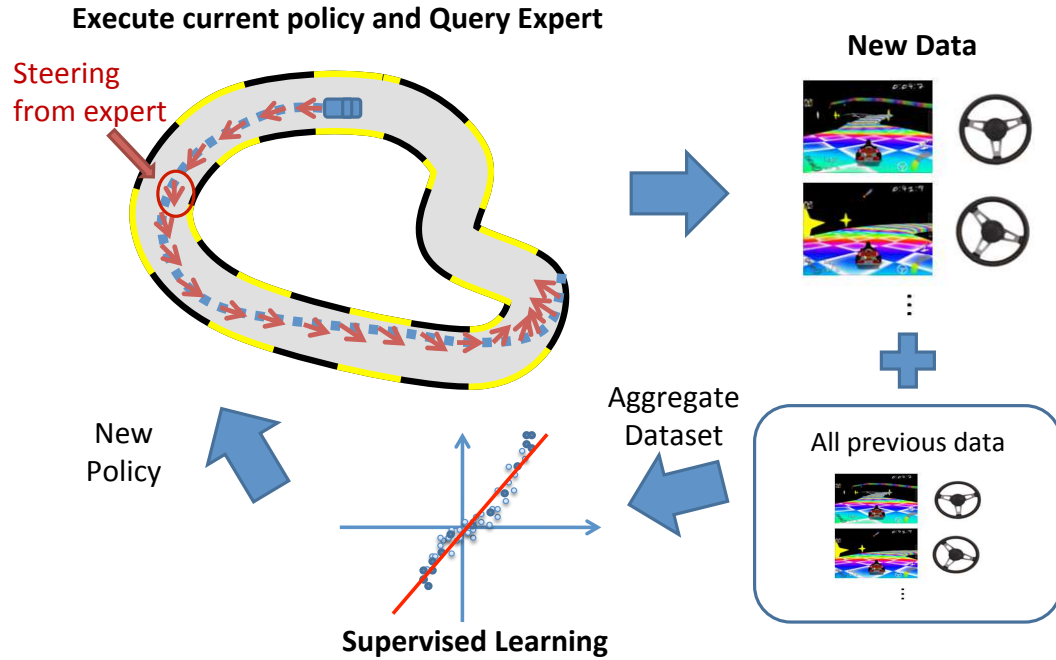 Execute current policy and Query Expert
New Data
Steering
from expert
...
Aggregate
Dataset
All previous data
...
New
Policy
Supervised Learning